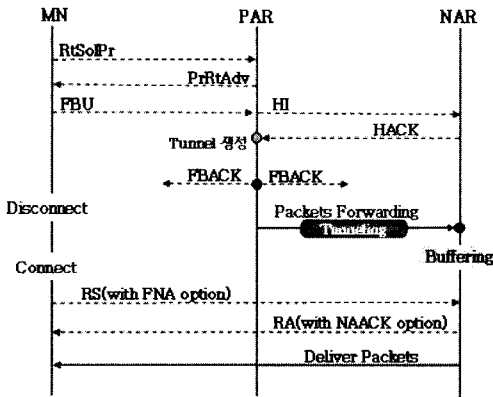 MN PAR NAR
RtSolPr
PrRtAdv
FBU HI
HACK
Tunnel 생성
FBACK FBACK
Disconnect
Packets Forwarding
Tunneling
Buffering
Connect
RS(with FNA option)
RA(with NAACK option)
Deliver Packets